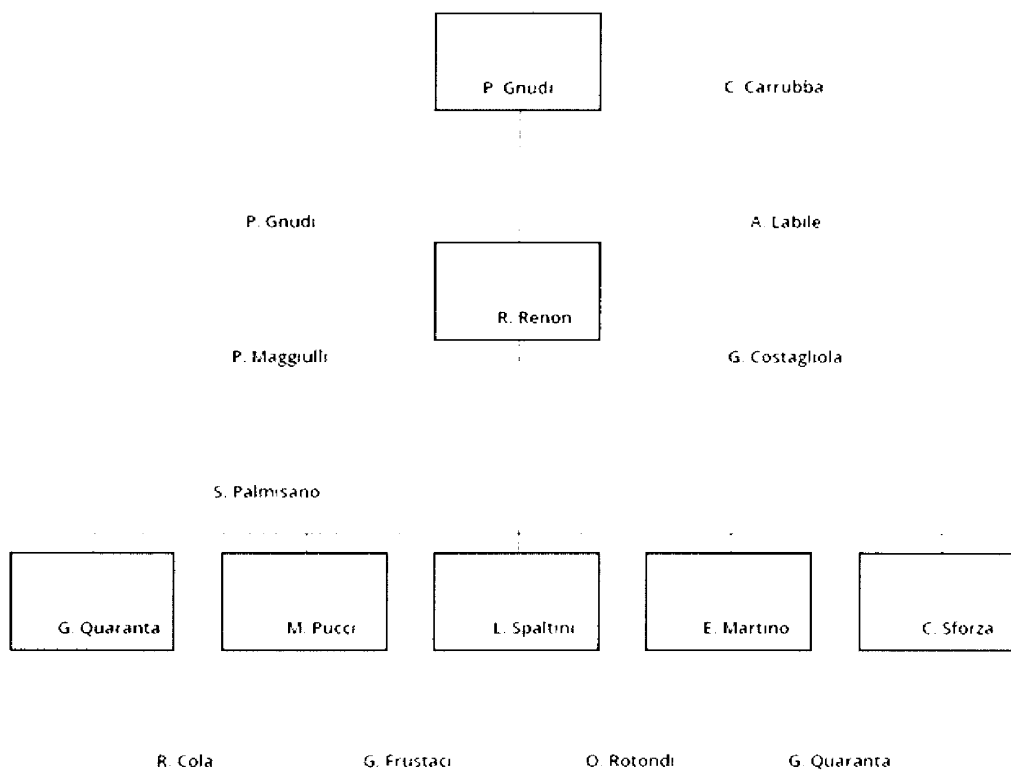 P. Gnudi
C. Carrubba
P. Gnudi
A. Labile
R. Renon
P. Maggiulli
G. Costagliola
S. Palmisano
G. Quaranta
M. Pucci
L. Spaltini
E. Martino
C. Sforza
R. Cola
G. Frustaci
O. Rotondi
G. Quaranta